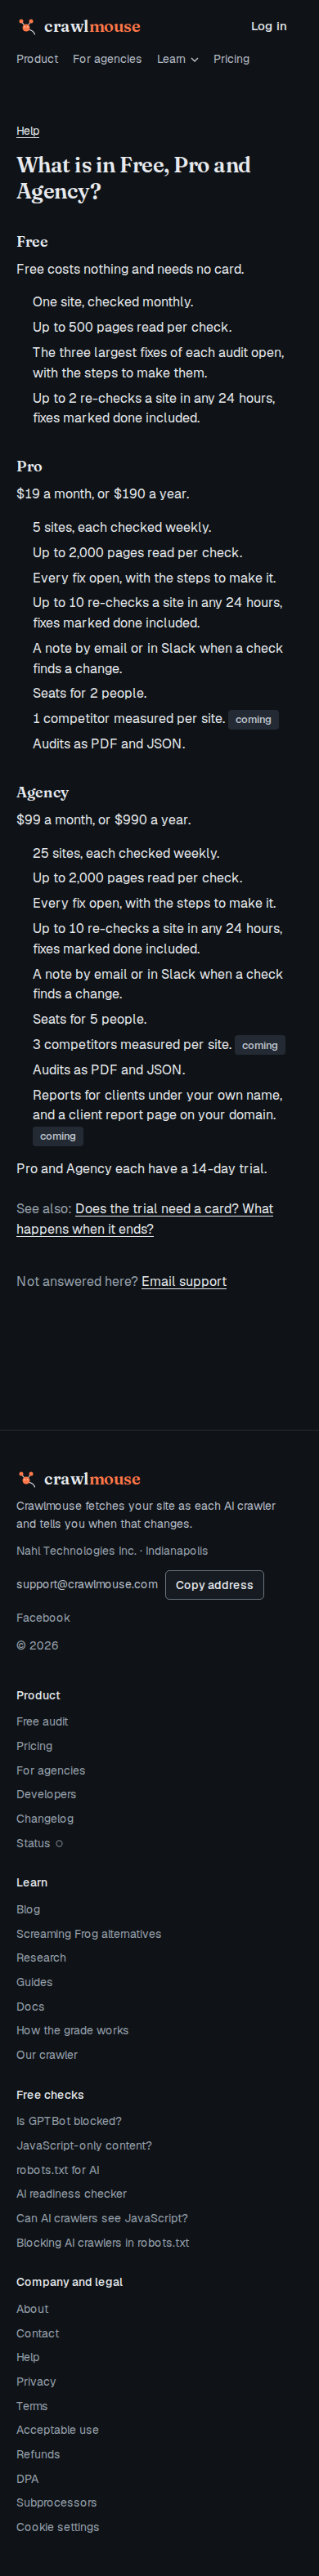 crawlmouse
Log in
Product For agencies Learn Pricing
Help
What is in Free, Pro and
Agency?
Free
Free costs nothing and needs no card.
One site, checked monthly.
Up to 500 pages read per check.
The three largest fixes of each audit open,
with the steps to make them.
Up to 2 re-checks a site in any 24 hours,
fixes marked done included.
Pro
$19 a month, or $190 a year.
5 sites, each checked weekly.
Up to 2,000 pages read per check.
Every fix open, with the steps to make it.
Up to 10 re-checks a site in any 24 hours,
fixes marked done included.
A note by email or in Slack when a check
finds a change.
Seats for 2 people.
1 competitor measured per site. coming
Audits as PDF and JSON.
Agency
$99 a month, or $990 a year.
25 sites, each checked weekly.
Up to 2,000 pages read per check.
Every fix open, with the steps to make it.
Up to 10 re-checks a site in any 24 hours,
fixes marked done included.
A note by email or in Slack when a check
finds a change.
Seats for 5 people.
3 competitors measured per site. coming
Audits as PDF and JSON.
Reports for clients under your own name,
and a client report page on your domain.
coming
Pro and Agency each have a 14-day trial.
See also: Does the trial need a card? What
happens when it ends?
Not answered here? Email support
crawlmouse
Crawlmouse fetches your site as each AI crawler
and tells you when that changes.
Nahl Technologies Inc. · Indianapolis
support@crawlmouse.com Copy address
Facebook
© 2026
Product
Free audit
Pricing
For agencies
Developers
Changelog
Status
Learn
Blog
Screaming Frog alternatives
Research
Guides
Docs
How the grade works
Our crawler
Free checks
Is GPTBot blocked?
JavaScript-only content?
robots.txt for AI
AI readiness checker
Can AI crawlers see JavaScript?
Blocking AI crawlers in robots.txt
Company and legal
About
Contact
Help
Privacy
Terms
Acceptable use
Refunds
DPA
Subprocessors
Cookie settings